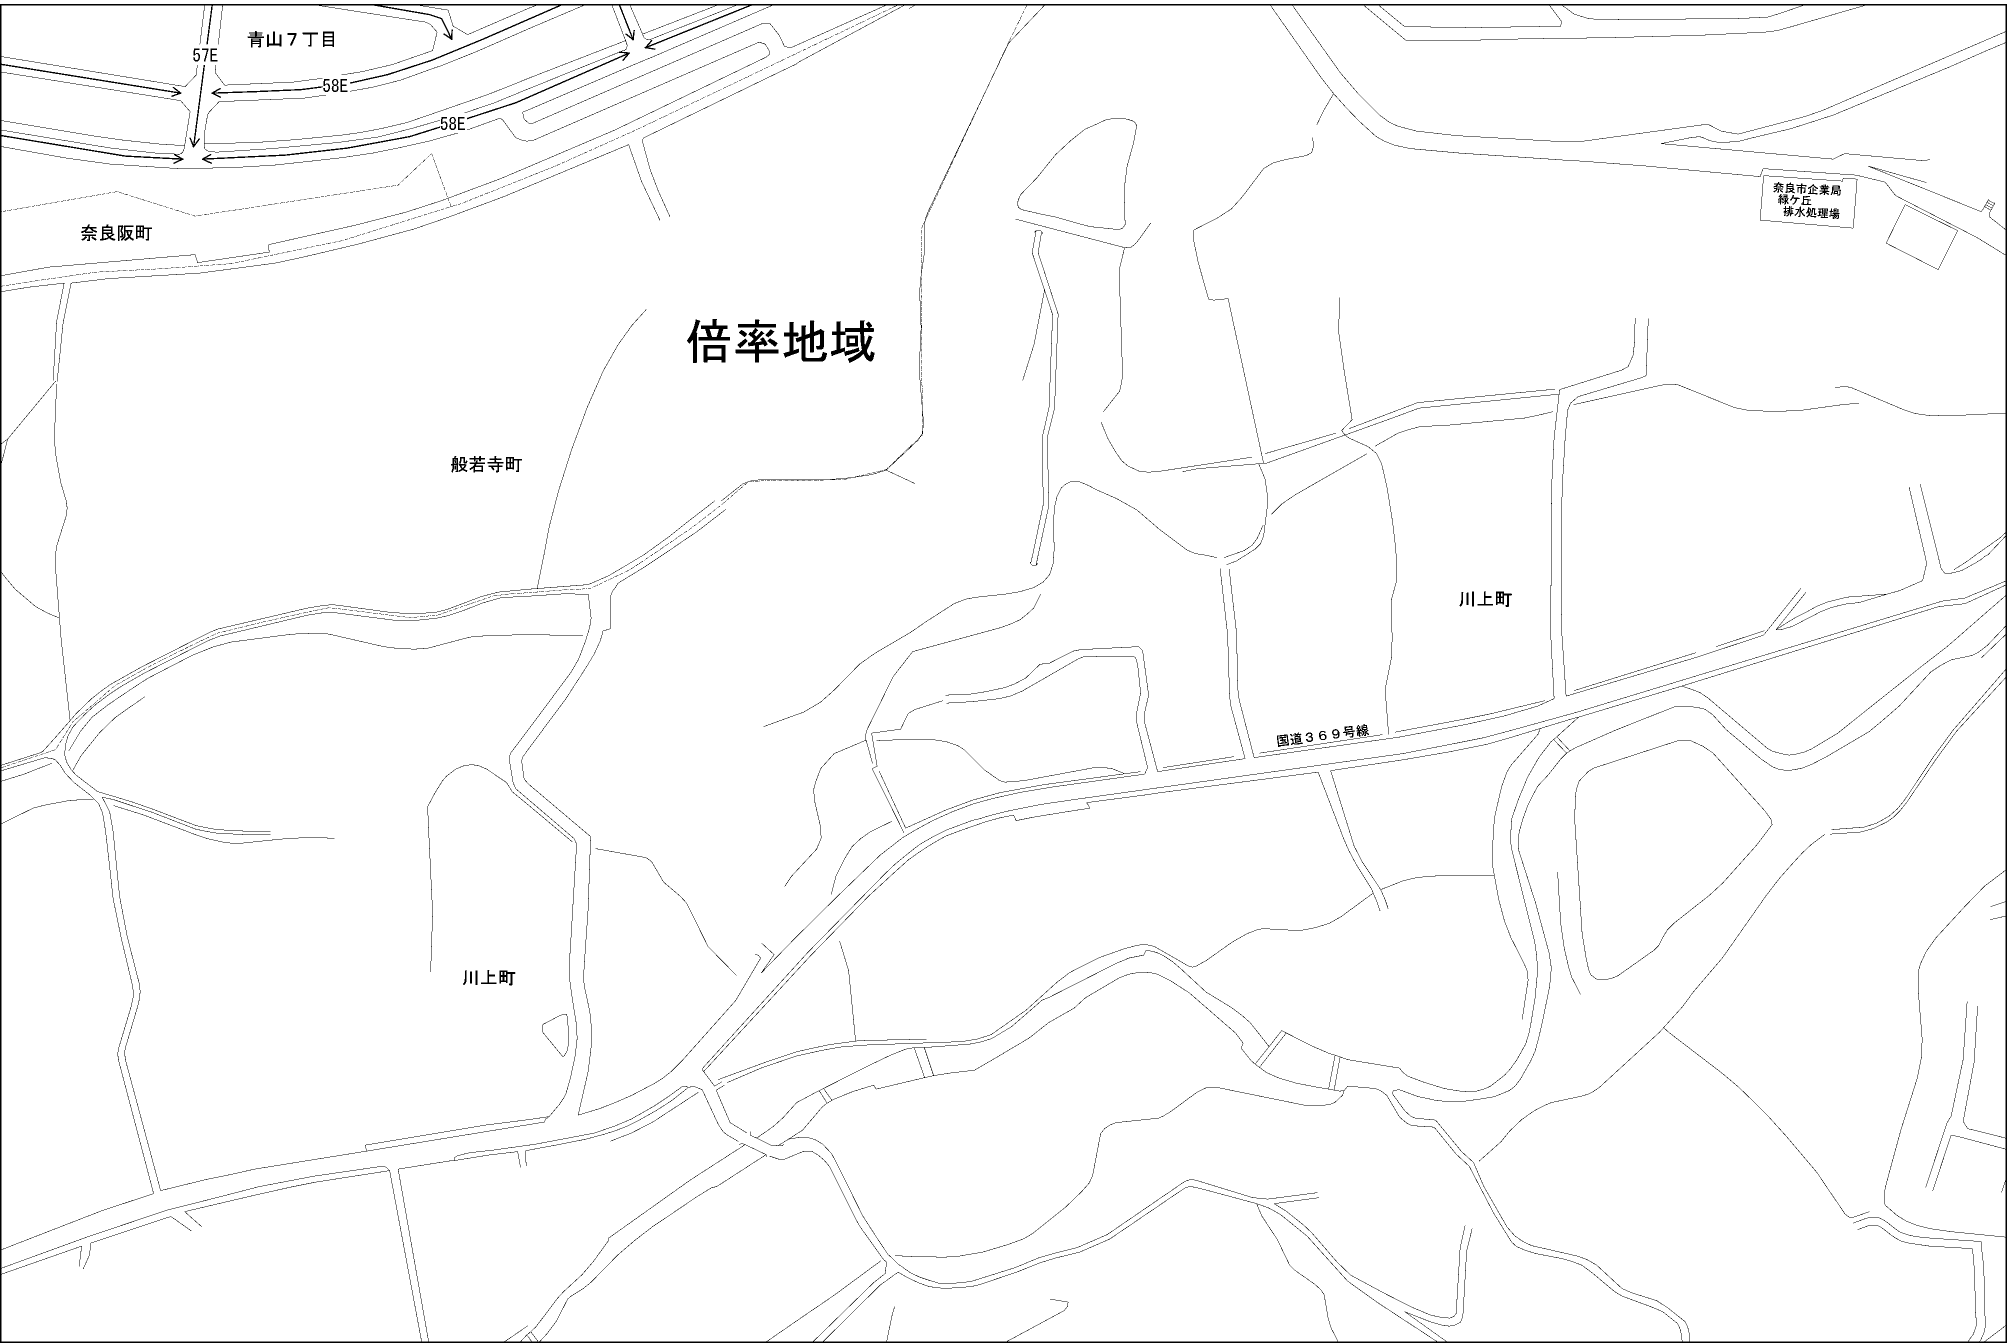 青山７丁目
57E
58E
58E
奈良市企業局
緑ケ丘
排水処理場
奈良阪町
倍率地域
般若寺町
川上町
国道３６９号線
川上町